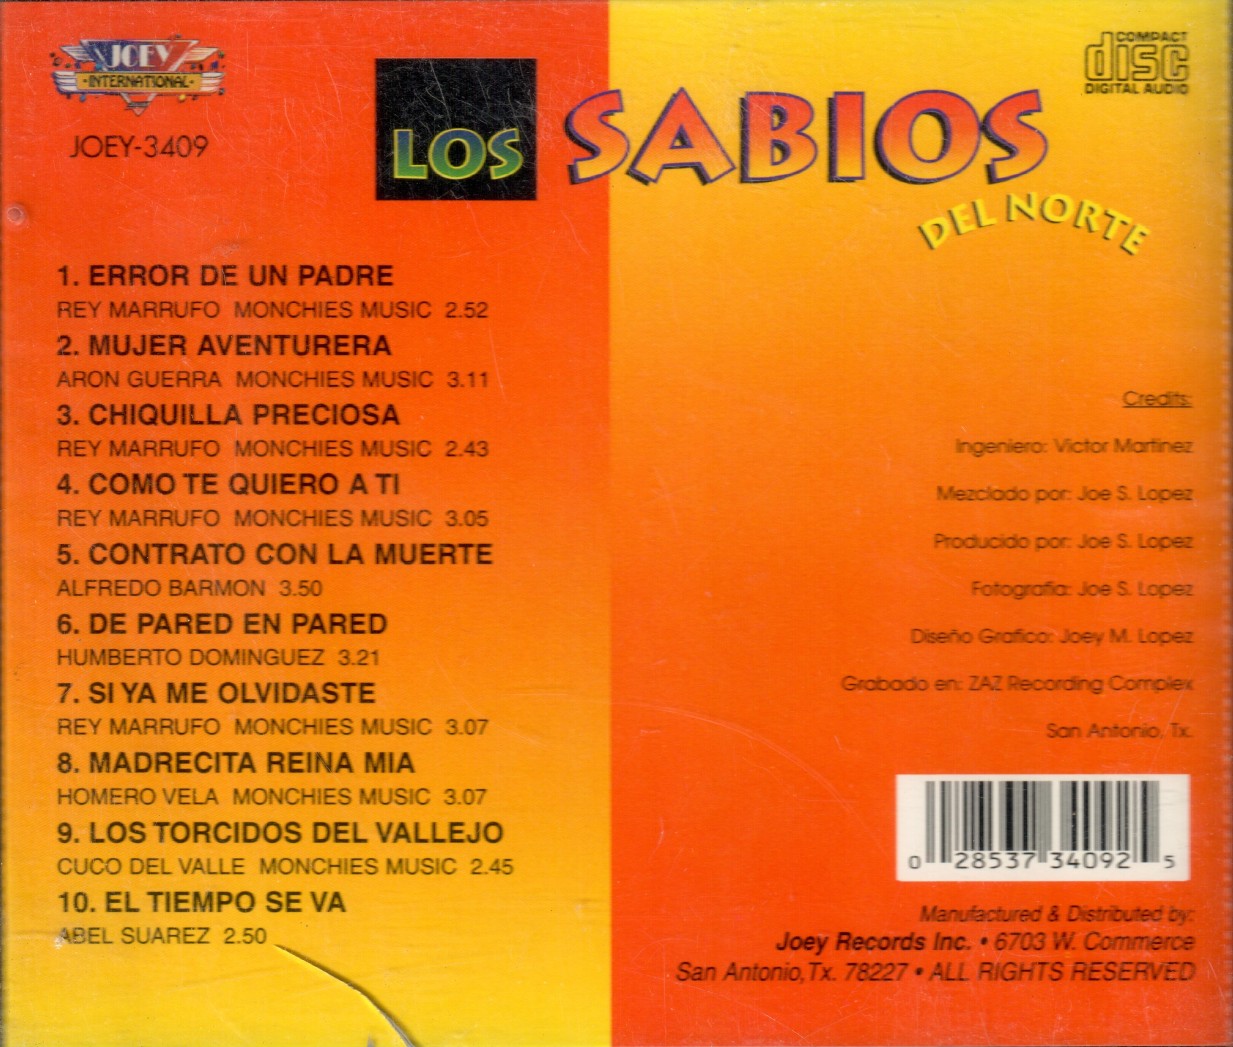 JOEY
INTERNATIONAL
JOEY-3409
LOS SABIOS
DEL NORTE
COMPACT
disc
DIGITAL AUDIO
1. ERROR DE UN PADRE
REY MARRUFO MONCHIES MUSIC 2.52
2. MUJER AVENTURERA
ARON GUERRA MONCHIES MUSIC 3.11
3. CHIQUILLA PRECIOSA
REY MARRUFO MONCHIES MUSIC 2.43
4. COMO TE QUIERO A TI
REY MARRUFO MONCHIES MUSIC 3.05
5. CONTRATO CON LA MUERTE
ALFREDO BARMON 3.50
6. DE PARED EN PARED
HUMBERTO DOMINGUEZ 3.21
7. SI YA ME OLVIDASTE
REY MARRUFO MONCHIES MUSIC 3.07
8. MADRECITA REINA MIA
HOMERO VELA MONCHIES MUSIC 3.07
9. LOS TORCIDOS DEL VALLEJO
CUCO DEL VALLE MONCHIES MUSIC 2.45
10. EL TIEMPO SE VA
ABEL SUAREZ 2.50
Credits:
Ingeniero: Victor Martinez
Mezclado por: Joe S. Lopez
Producido por: Joe S. Lopez
Fotografia: Joe S. Lopez
Diseño Grafico: Joey M. Lopez
Grabado en: ZAZ Recording Complex
San Antonio, Tx.
0 28537 34092 5
Manufactured & Distributed by:
Joey Records Inc. • 6703 W. Commerce
San Antonio, Tx. 78227 • ALL RIGHTS RESERVED